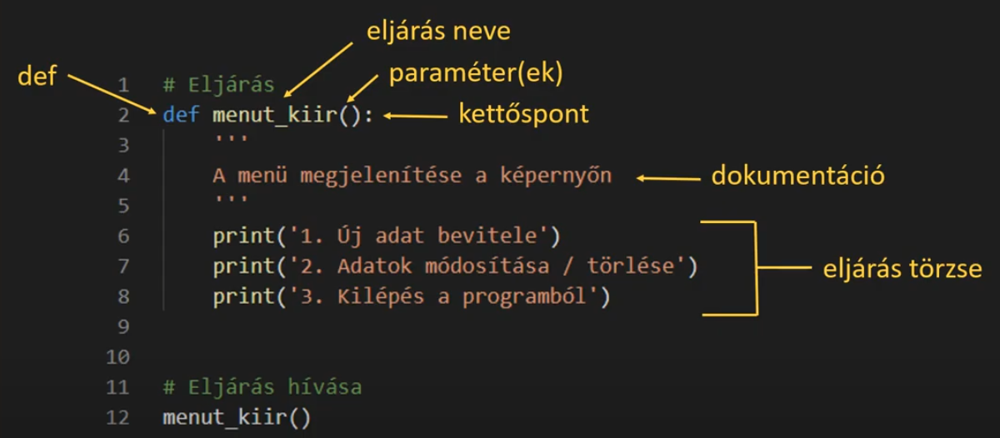 eljárás neve
def
paraméter(ek)
1 # Eljárás
2 def menut_kiir():
kettőspont
3 '''
4 A menü megjelenítése a képernyőn
dokumentáció
5 '''
6 print('1. Új adat bevitele')
7 print('2. Adatok módosítása / törlése')
eljárás törzse
8 print('3. Kilépés a programból')
9
10
11 # Eljárás hívása
12 menut_kiir()